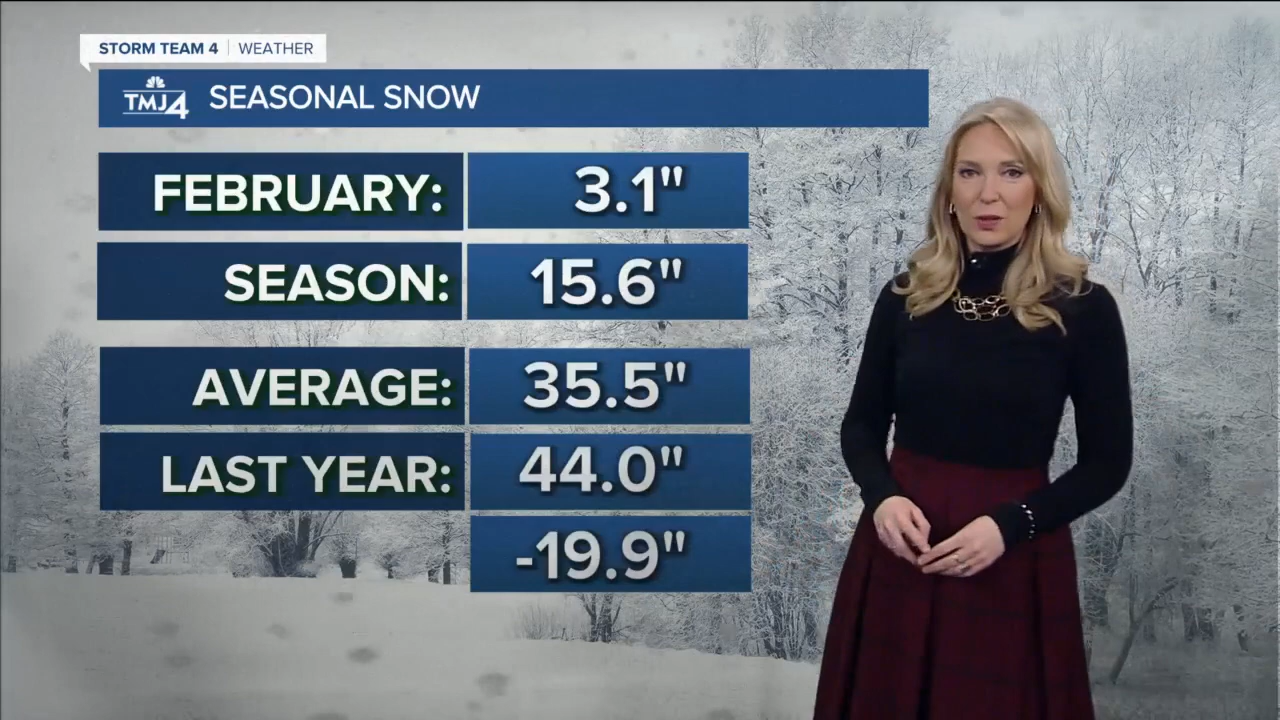 STORM TEAM 4 | WEATHER
TMJ4 SEASONAL SNOW
FEBRUARY: 3.1"
SEASON: 15.6"
AVERAGE: 35.5"
LAST YEAR: 44.0"
-19.9"